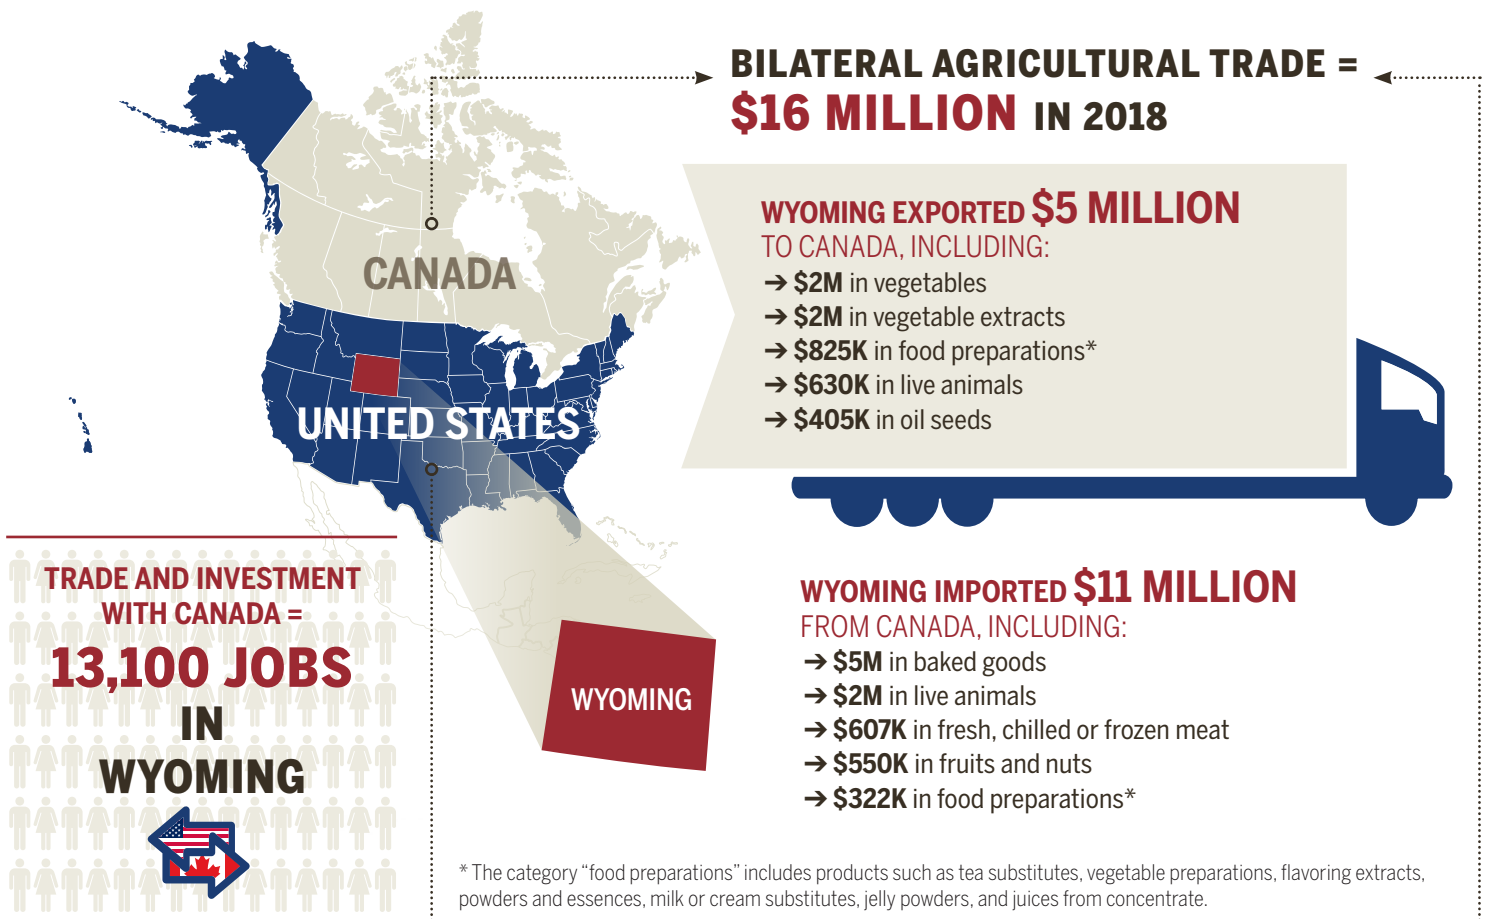 BILATERAL AGRICULTURAL TRADE =
$16 MILLION IN 2018
CANADA
UNITED STATES
WYOMING
WYOMING EXPORTED $5 MILLION
TO CANADA, INCLUDING:
➔ $2M in vegetables
➔ $2M in vegetable extracts
➔ $825K in food preparations*
➔ $630K in live animals
➔ $405K in oil seeds
TRADE AND INVESTMENT
WITH CANADA =
13,100 JOBS
IN
WYOMING
WYOMING IMPORTED $11 MILLION
FROM CANADA, INCLUDING:
➔ $5M in baked goods
➔ $2M in live animals
➔ $607K in fresh, chilled or frozen meat
➔ $550K in fruits and nuts
➔ $322K in food preparations*
* The category “food preparations” includes products such as tea substitutes, vegetable preparations, flavoring extracts,
powders and essences, milk or cream substitutes, jelly powders, and juices from concentrate.